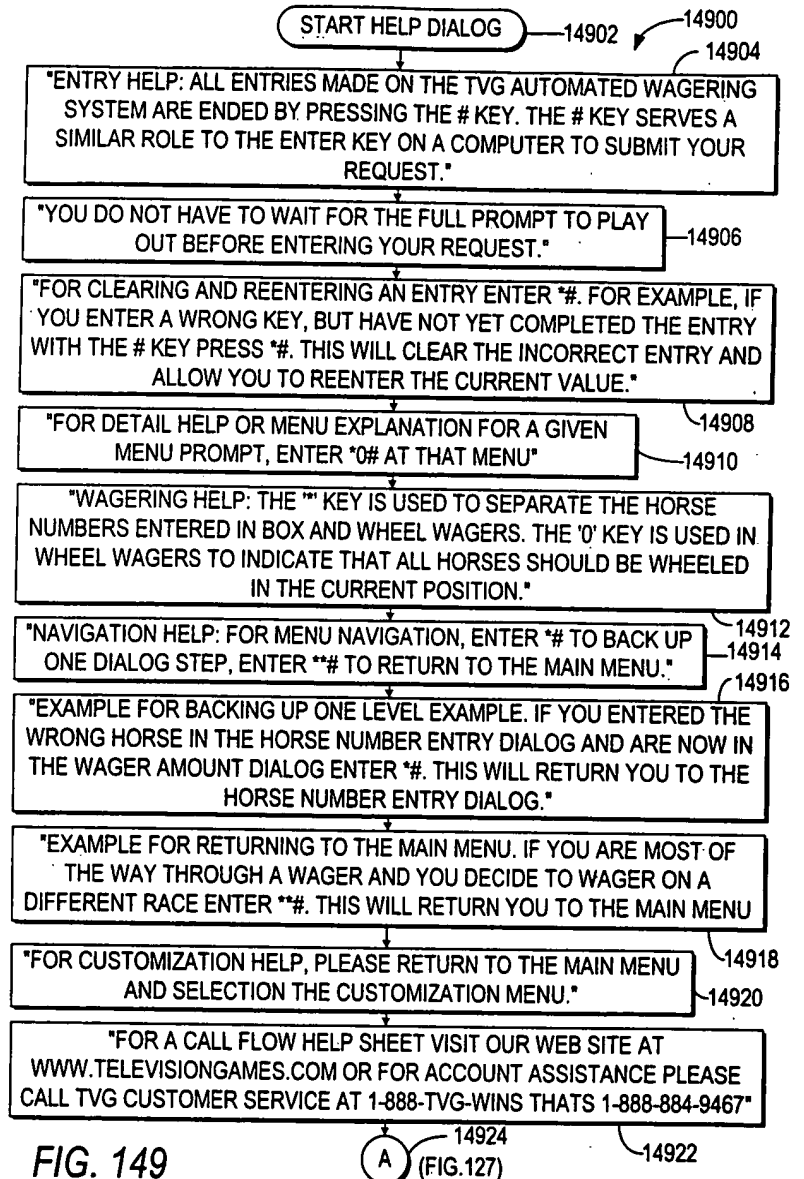 START HELP DIALOG
14902
14900
14904
"ENTRY HELP: ALL ENTRIES MADE ON THE TVG AUTOMATED WAGERING
SYSTEM ARE ENDED BY PRESSING THE # KEY. THE # KEY SERVES A
SIMILAR ROLE TO THE ENTER KEY ON A COMPUTER TO SUBMIT YOUR
REQUEST."
"YOU DO NOT HAVE TO WAIT FOR THE FULL PROMPT TO PLAY
OUT BEFORE ENTERING YOUR REQUEST."
14906
"FOR CLEARING AND REENTERING AN ENTRY ENTER *#. FOR EXAMPLE, IF
YOU ENTER A WRONG KEY, BUT HAVE NOT YET COMPLETED THE ENTRY
WITH THE # KEY PRESS *#. THIS WILL CLEAR THE INCORRECT ENTRY AND
ALLOW YOU TO REENTER THE CURRENT VALUE."
14908
"FOR DETAIL HELP OR MENU EXPLANATION FOR A GIVEN
MENU PROMPT, ENTER *0# AT THAT MENU"
14910
"WAGERING HELP: THE '*' KEY IS USED TO SEPARATE THE HORSE
NUMBERS ENTERED IN BOX AND WHEEL WAGERS. THE '0' KEY IS USED IN
WHEEL WAGERS TO INDICATE THAT ALL HORSES SHOULD BE WHEELED
IN THE CURRENT POSITION."
14912
"NAVIGATION HELP: FOR MENU NAVIGATION, ENTER *# TO BACK UP
ONE DIALOG STEP, ENTER **# TO RETURN TO THE MAIN MENU."
14914
14916
"EXAMPLE FOR BACKING UP ONE LEVEL EXAMPLE. IF YOU ENTERED THE
WRONG HORSE IN THE HORSE NUMBER ENTRY DIALOG AND ARE NOW IN
THE WAGER AMOUNT DIALOG ENTER *#. THIS WILL RETURN YOU TO THE
HORSE NUMBER ENTRY DIALOG."
"EXAMPLE FOR RETURNING TO THE MAIN MENU. IF YOU ARE MOST OF
THE WAY THROUGH A WAGER AND YOU DECIDE TO WAGER ON A
DIFFERENT RACE ENTER **#. THIS WILL RETURN YOU TO THE MAIN MENU
14918
"FOR CUSTOMIZATION HELP, PLEASE RETURN TO THE MAIN MENU
AND SELECTION THE CUSTOMIZATION MENU."
14920
"FOR A CALL FLOW HELP SHEET VISIT OUR WEB SITE AT
WWW.TELEVISIONGAMES.COM OR FOR ACCOUNT ASSISTANCE PLEASE
CALL TVG CUSTOMER SERVICE AT 1-888-TVG-WINS THATS 1-888-884-9467"
14922
A
14924
(FIG.127)
FIG. 149